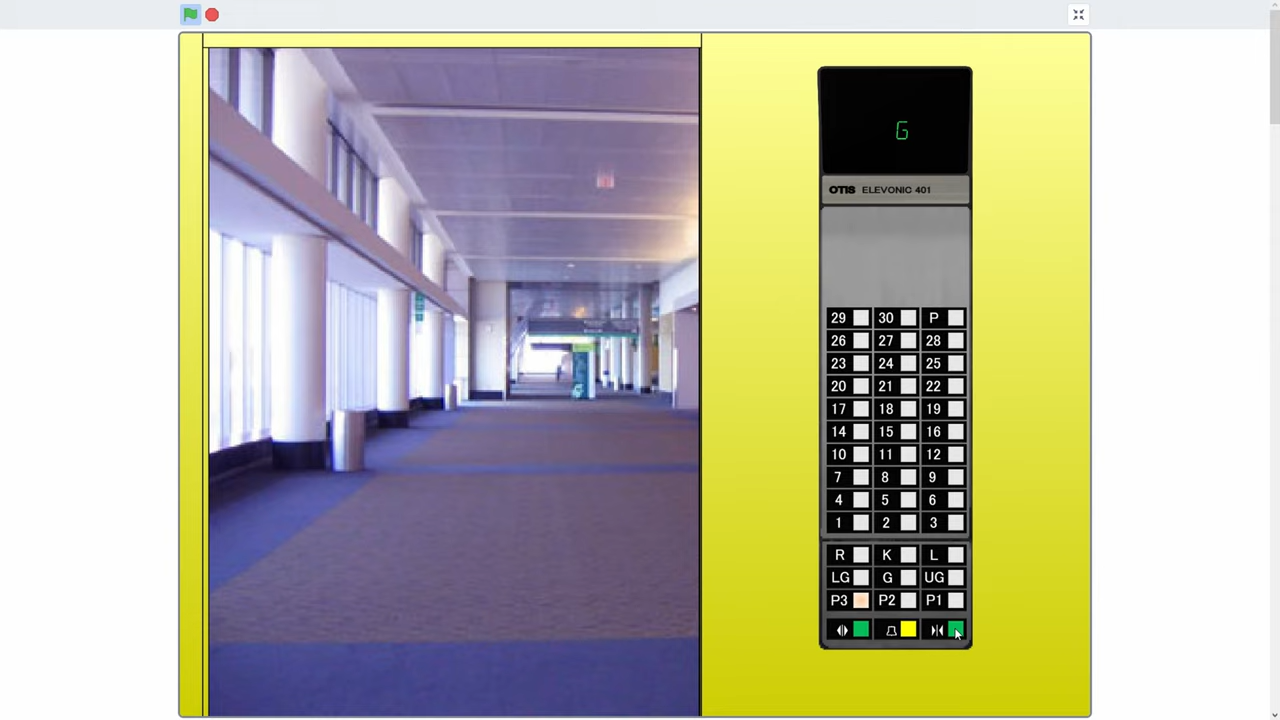 G
OTIS ELEVONIC 401
29 30 P
26 27 28
23 24 25
20 21 22
17 18 19
14 15 16
10 11 12
7 8 9
4 5 6
1 2 3
R K L
LG G UG
P3 P2 P1